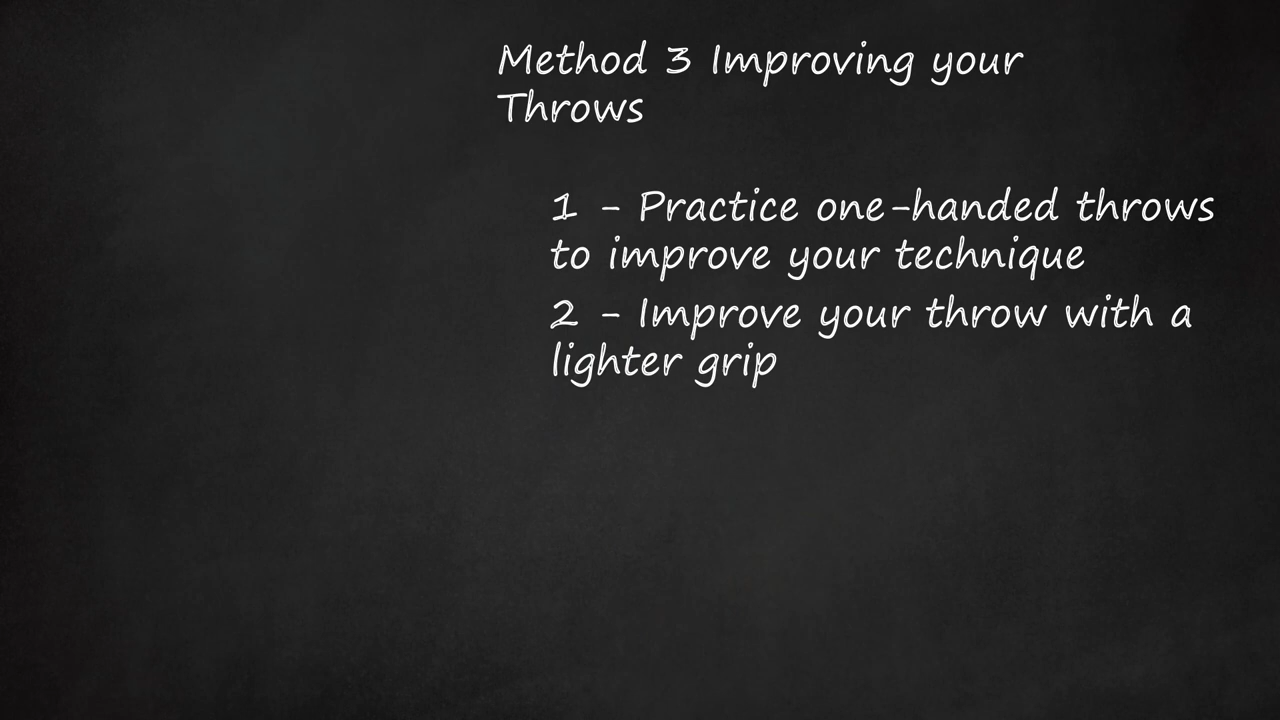 Method 3 Improving your
Throws
1 - Practice one-handed throws
to improve your technique
2 - Improve your throw with a
lighter grip